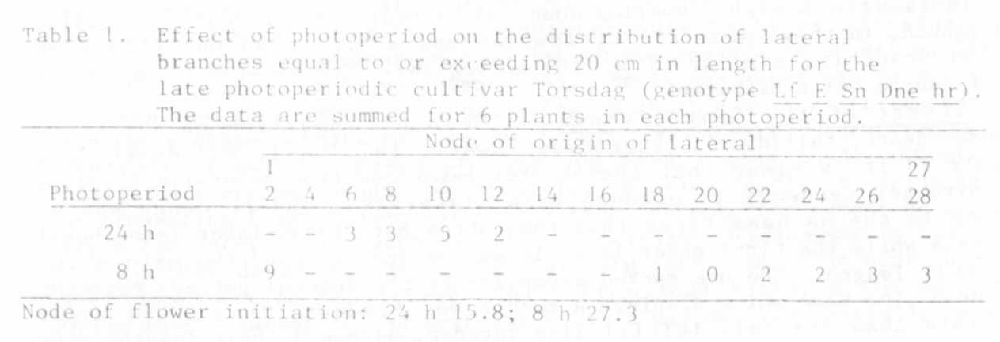 Table 1. Effect of photoperiod on the distribution of lateral
branches equal to or exceeding 20 cm in length for the
late photoperiodic cultivar Torsdag (genotype Lf E Sn Dne hr).
The data are summed for 6 plants in each photoperiod.
Node of origin of lateral
1 27
Photoperiod 2 4 6 8 10 12 14 16 18 20 22 24 26 28
24 h - - 3 3 5 2 - - - - - - - -
8 h 9 - - - - - - - 1 0 2 2 3 3
Node of flower initiation: 24 h 15.8; 8 h 27.3